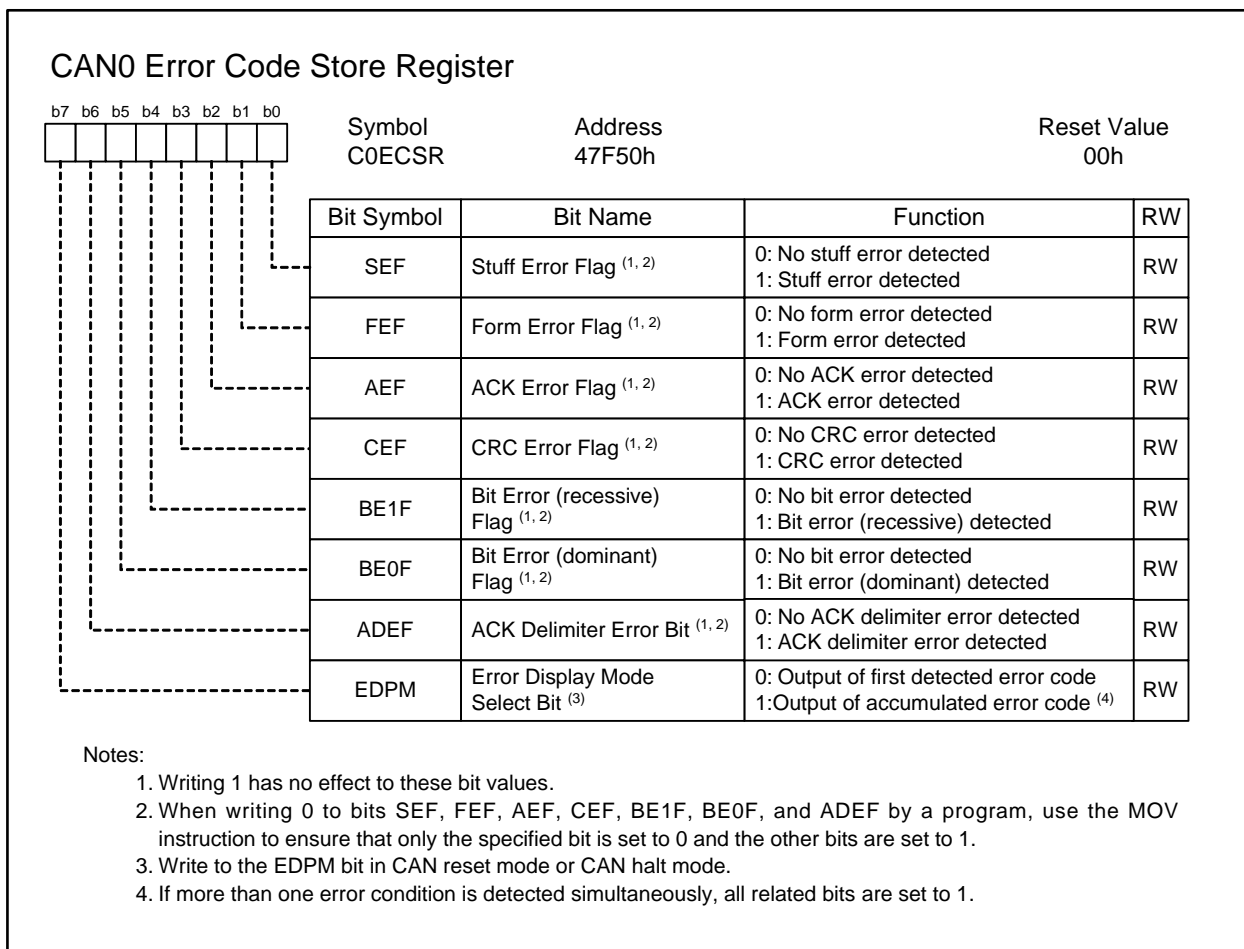 CAN0 Error Code Store Register
b7 b6 b5 b4 b3 b2 b1 b0
Symbol Address Reset Value
C0ECSR 47F50h 00h
Bit Symbol Bit Name Function RW
SEF Stuff Error Flag (1, 2) 0: No stuff error detected RW
1: Stuff error detected
FEF Form Error Flag (1, 2) 0: No form error detected RW
1: Form error detected
AEF ACK Error Flag (1, 2) 0: No ACK error detected RW
1: ACK error detected
CEF CRC Error Flag (1, 2) 0: No CRC error detected RW
1: CRC error detected
BE1F Bit Error (recessive) 0: No bit error detected RW
Flag (1, 2) 1: Bit error (recessive) detected
BE0F Bit Error (dominant) 0: No bit error detected RW
Flag (1, 2) 1: Bit error (dominant) detected
ADEF ACK Delimiter Error Bit (1, 2) 0: No ACK delimiter error detected RW
1: ACK delimiter error detected
EDPM Error Display Mode 0: Output of first detected error code RW
Select Bit (3) 1:Output of accumulated error code (4)
Notes:
1. Writing 1 has no effect to these bit values.
2. When writing 0 to bits SEF, FEF, AEF, CEF, BE1F, BE0F, and ADEF by a program, use the MOV
instruction to ensure that only the specified bit is set to 0 and the other bits are set to 1.
3. Write to the EDPM bit in CAN reset mode or CAN halt mode.
4. If more than one error condition is detected simultaneously, all related bits are set to 1.